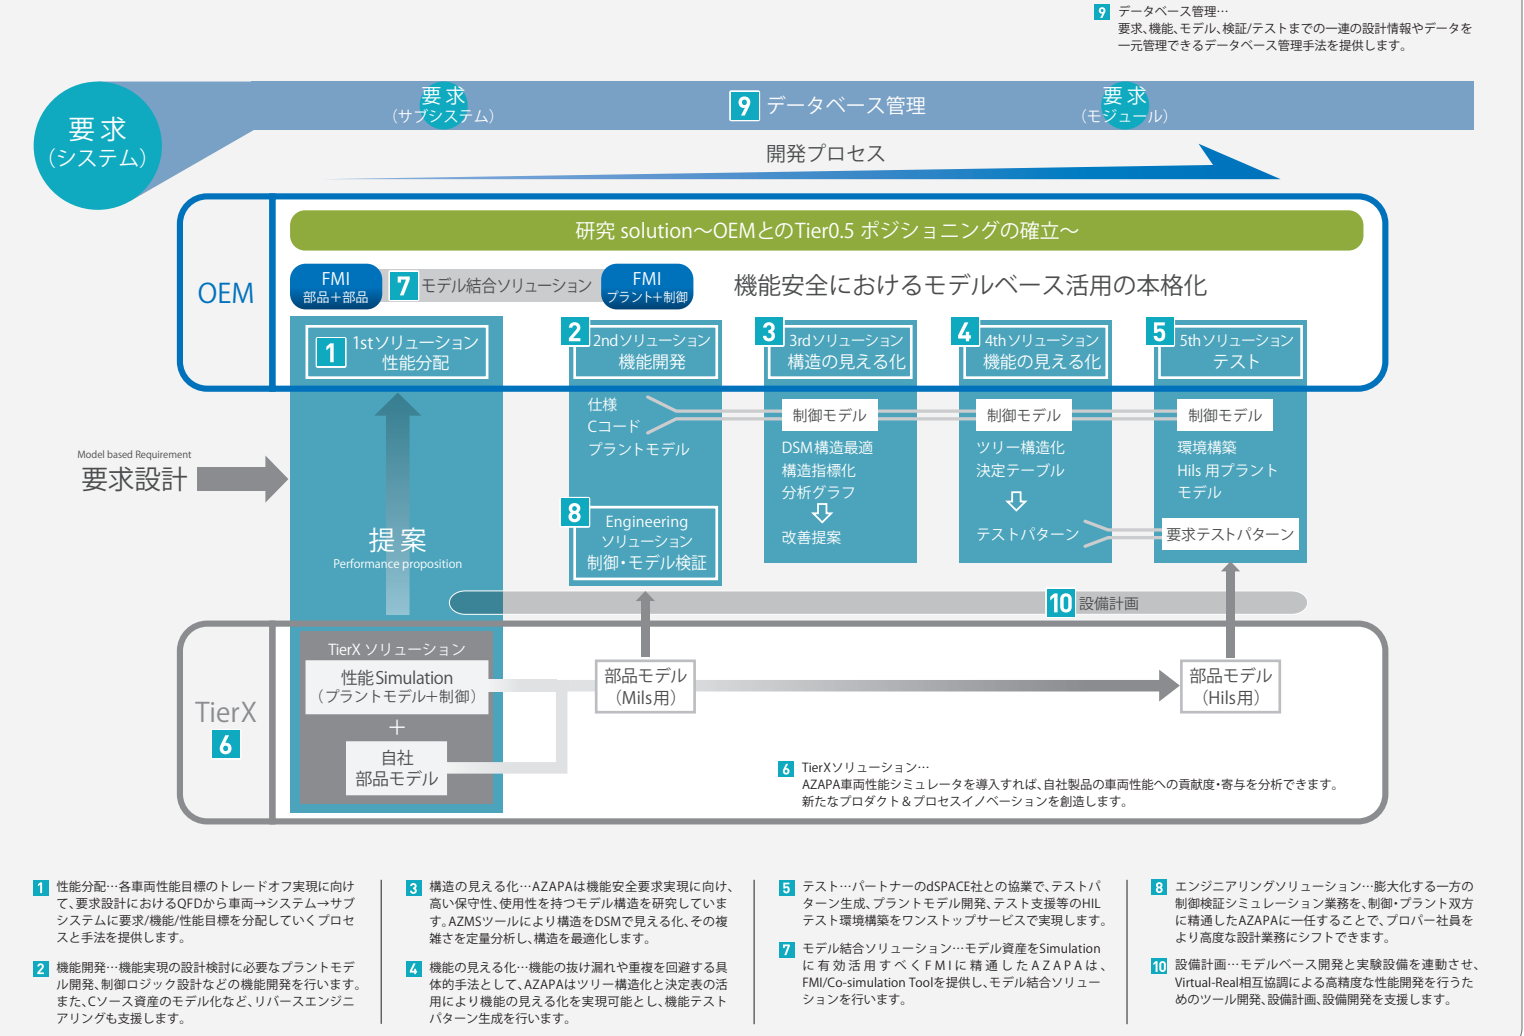 9 データベース管理…
要求、機能、モデル、検証/テストまでの一連の設計情報やデータを
一元管理できるデータベース管理手法を提供します。
要求
（システム）
要求
（サブシステム）
9 データベース管理
要求
（モジュール）
開発プロセス
OEM
研究 solution～OEMとのTier0.5 ポジショニングの確立～
FMI
部品＋部品
7 モデル結合ソリューション
FMI
プラント＋制御
機能安全におけるモデルベース活用の本格化
1 1stソリューション
性能分配
2 2ndソリューション
機能開発
3 3rdソリューション
構造の見える化
4 4thソリューション
機能の見える化
5 5thソリューション
テスト
仕様
Cコード
プラントモデル
制御モデル
DSM構造最適
構造指標化
分析グラフ
改善提案
制御モデル
ツリー構造化
決定テーブル
テストパターン
制御モデル
環境構築
Hils 用プラント
モデル
要求テストパターン
Model based Requirement
要求設計
提案
Performance proposition
8 Engineering
ソリューション
制御・モデル検証
10 設備計画
TierX
6
TierX ソリューション
性能Simulation
（プラントモデル＋制御）
＋
自社
部品モデル
部品モデル
（Mils用）
部品モデル
（Hils用）
6 TierXソリューション…
AZAPA車両性能シミュレータを導入すれば、自社製品の車両性能への貢献度・寄与を分析できます。
新たなプロダクト＆プロセスイノベーションを創造します。
1 性能分配…各車両性能目標のトレードオフ実現に向け
て、要求設計におけるQFDから車両→システム→サブ
システムに要求/機能/性能目標を分配していくプロセ
スと手法を提供します。
2 機能開発…機能実現の設計検討に必要なプラントモデ
ル開発、制御ロジック設計などの機能開発を行います。
また、Cソース資産のモデル化など、リバースエンジニ
アリングも支援します。
3 構造の見える化…AZAPAは機能安全要求実現に向け、
高い保守性、使用性を持つモデル構造を研究していま
す。AZMSツールにより構造をDSMで見える化、その複
雑さを定量分析し、構造を最適化します。
4 機能の見える化…機能の抜け漏れや重複を回避する具
体的手法として、AZAPAはツリー構造化と決定表の活
用により機能の見える化を実現可能とし、機能テスト
パターン生成を行います。
5 テスト…パートナーのdSPACE社との協業で、テストパ
ターン生成、プラントモデル開発、テスト支援等のHIL
テスト環境構築をワンストップサービスで実現します。
7 モデル結合ソリューション…モデル資産をSimulation
に有効活用すべくFMIに精通したAZAPAは、
FMI/Co-simulation Toolを提供し、モデル結合ソリュー
ションを行います。
8 エンジニアリングソリューション…膨大化する一方の
制御検証シミュレーション業務を、制御・プラント双方
に精通したAZAPAに一任することで、プロパー社員を
より高度な設計業務にシフトできます。
10 設備計画…モデルベース開発と実験設備を連動させ、
Virtual-Real相互協調による高精度な性能開発を行うた
めのツール開発、設備計画、設備開発を支援します。